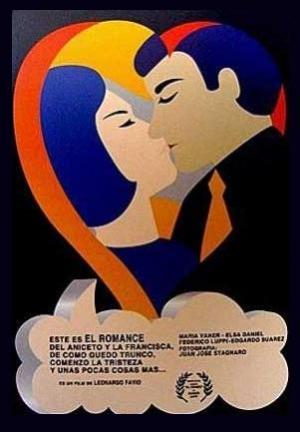 ESTE ES EL ROMANCE
DEL ANICETO Y LA FRANCISCA,
DE COMO QUEDO TRUNCO,
COMENZO LA TRISTEZA
Y UNAS POCAS COSAS MAS...
ES UN FILM DE LEONARDO FAVIO
MARIA VANER - ELSA DANIEL
FEDERICO LUPPI-EDGARDO SUAREZ
FOTOGRAFIA:
JUAN JOSE STAGNARO